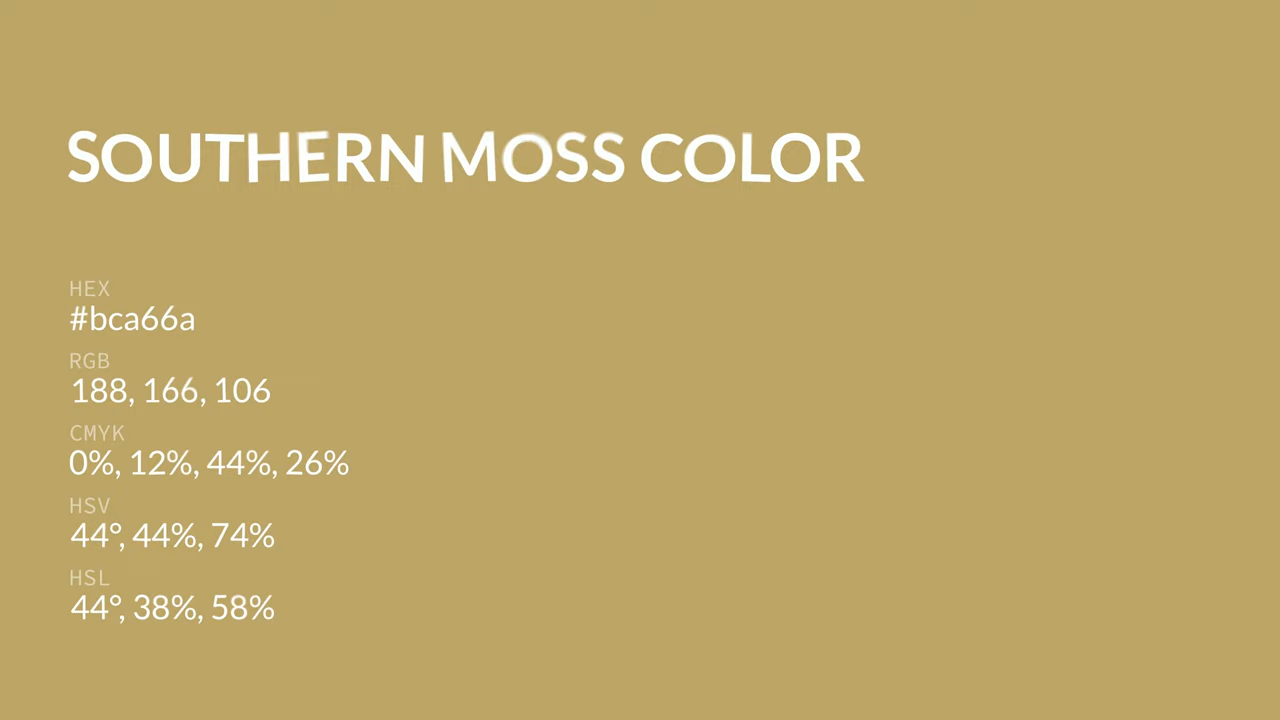 SOUTHERN MOSS COLOR
HEX
#bca66a
RGB
188, 166, 106
CMYK
0%, 12%, 44%, 26%
HSV
44°, 44%, 74%
HSL
44°, 38%, 58%